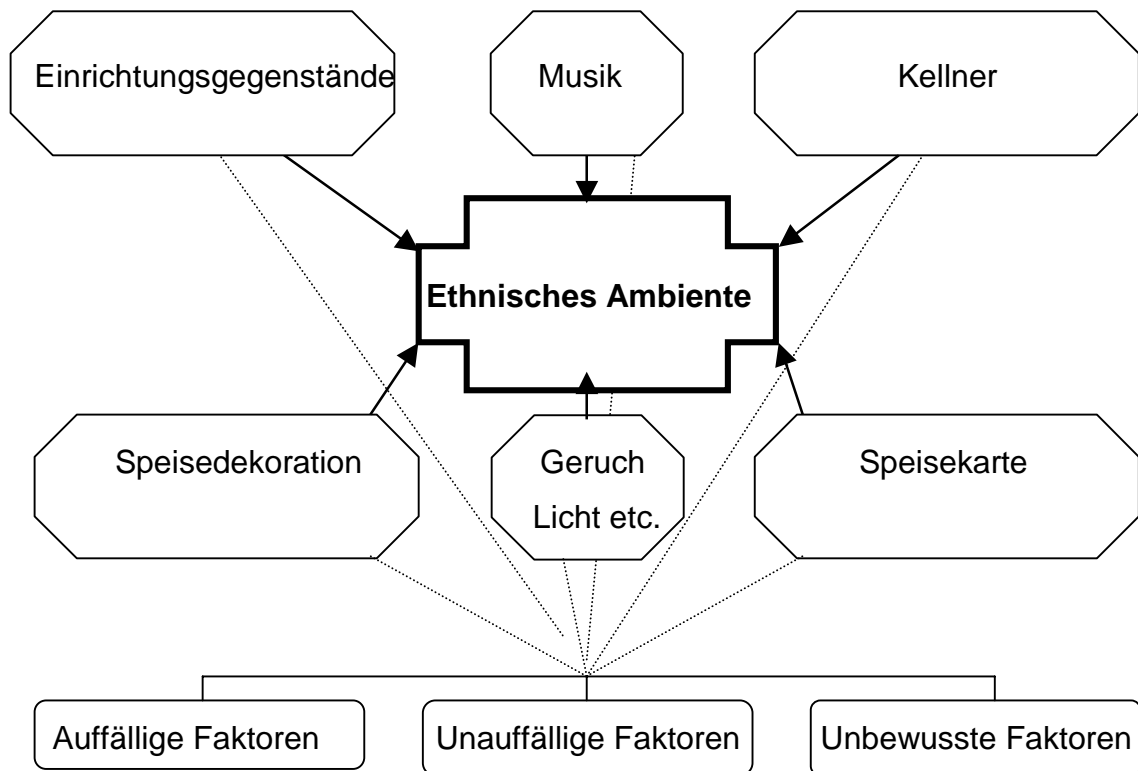 Einrichtungsgegenstände
Musik
Kellner
Ethnisches Ambiente
Speisedekoration
Geruch
Licht etc.
Speisekarte
Auffällige Faktoren
Unauffällige Faktoren
Unbewusste Faktoren